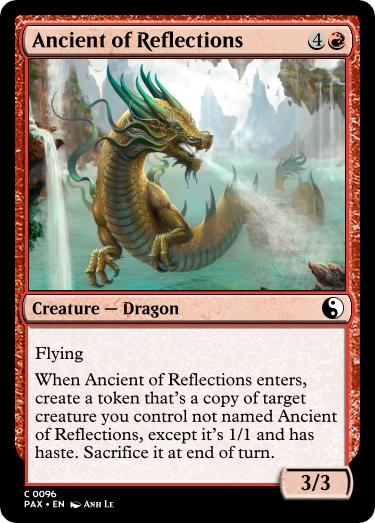 Ancient of Reflections 4
Creature — Dragon
Flying
When Ancient of Reflections enters,
create a token that's a copy of target
creature you control not named Ancient
of Reflections, except it's 1/1 and has
haste. Sacrifice it at end of turn.
3/3
C 0096
PAX • EN Anh Le